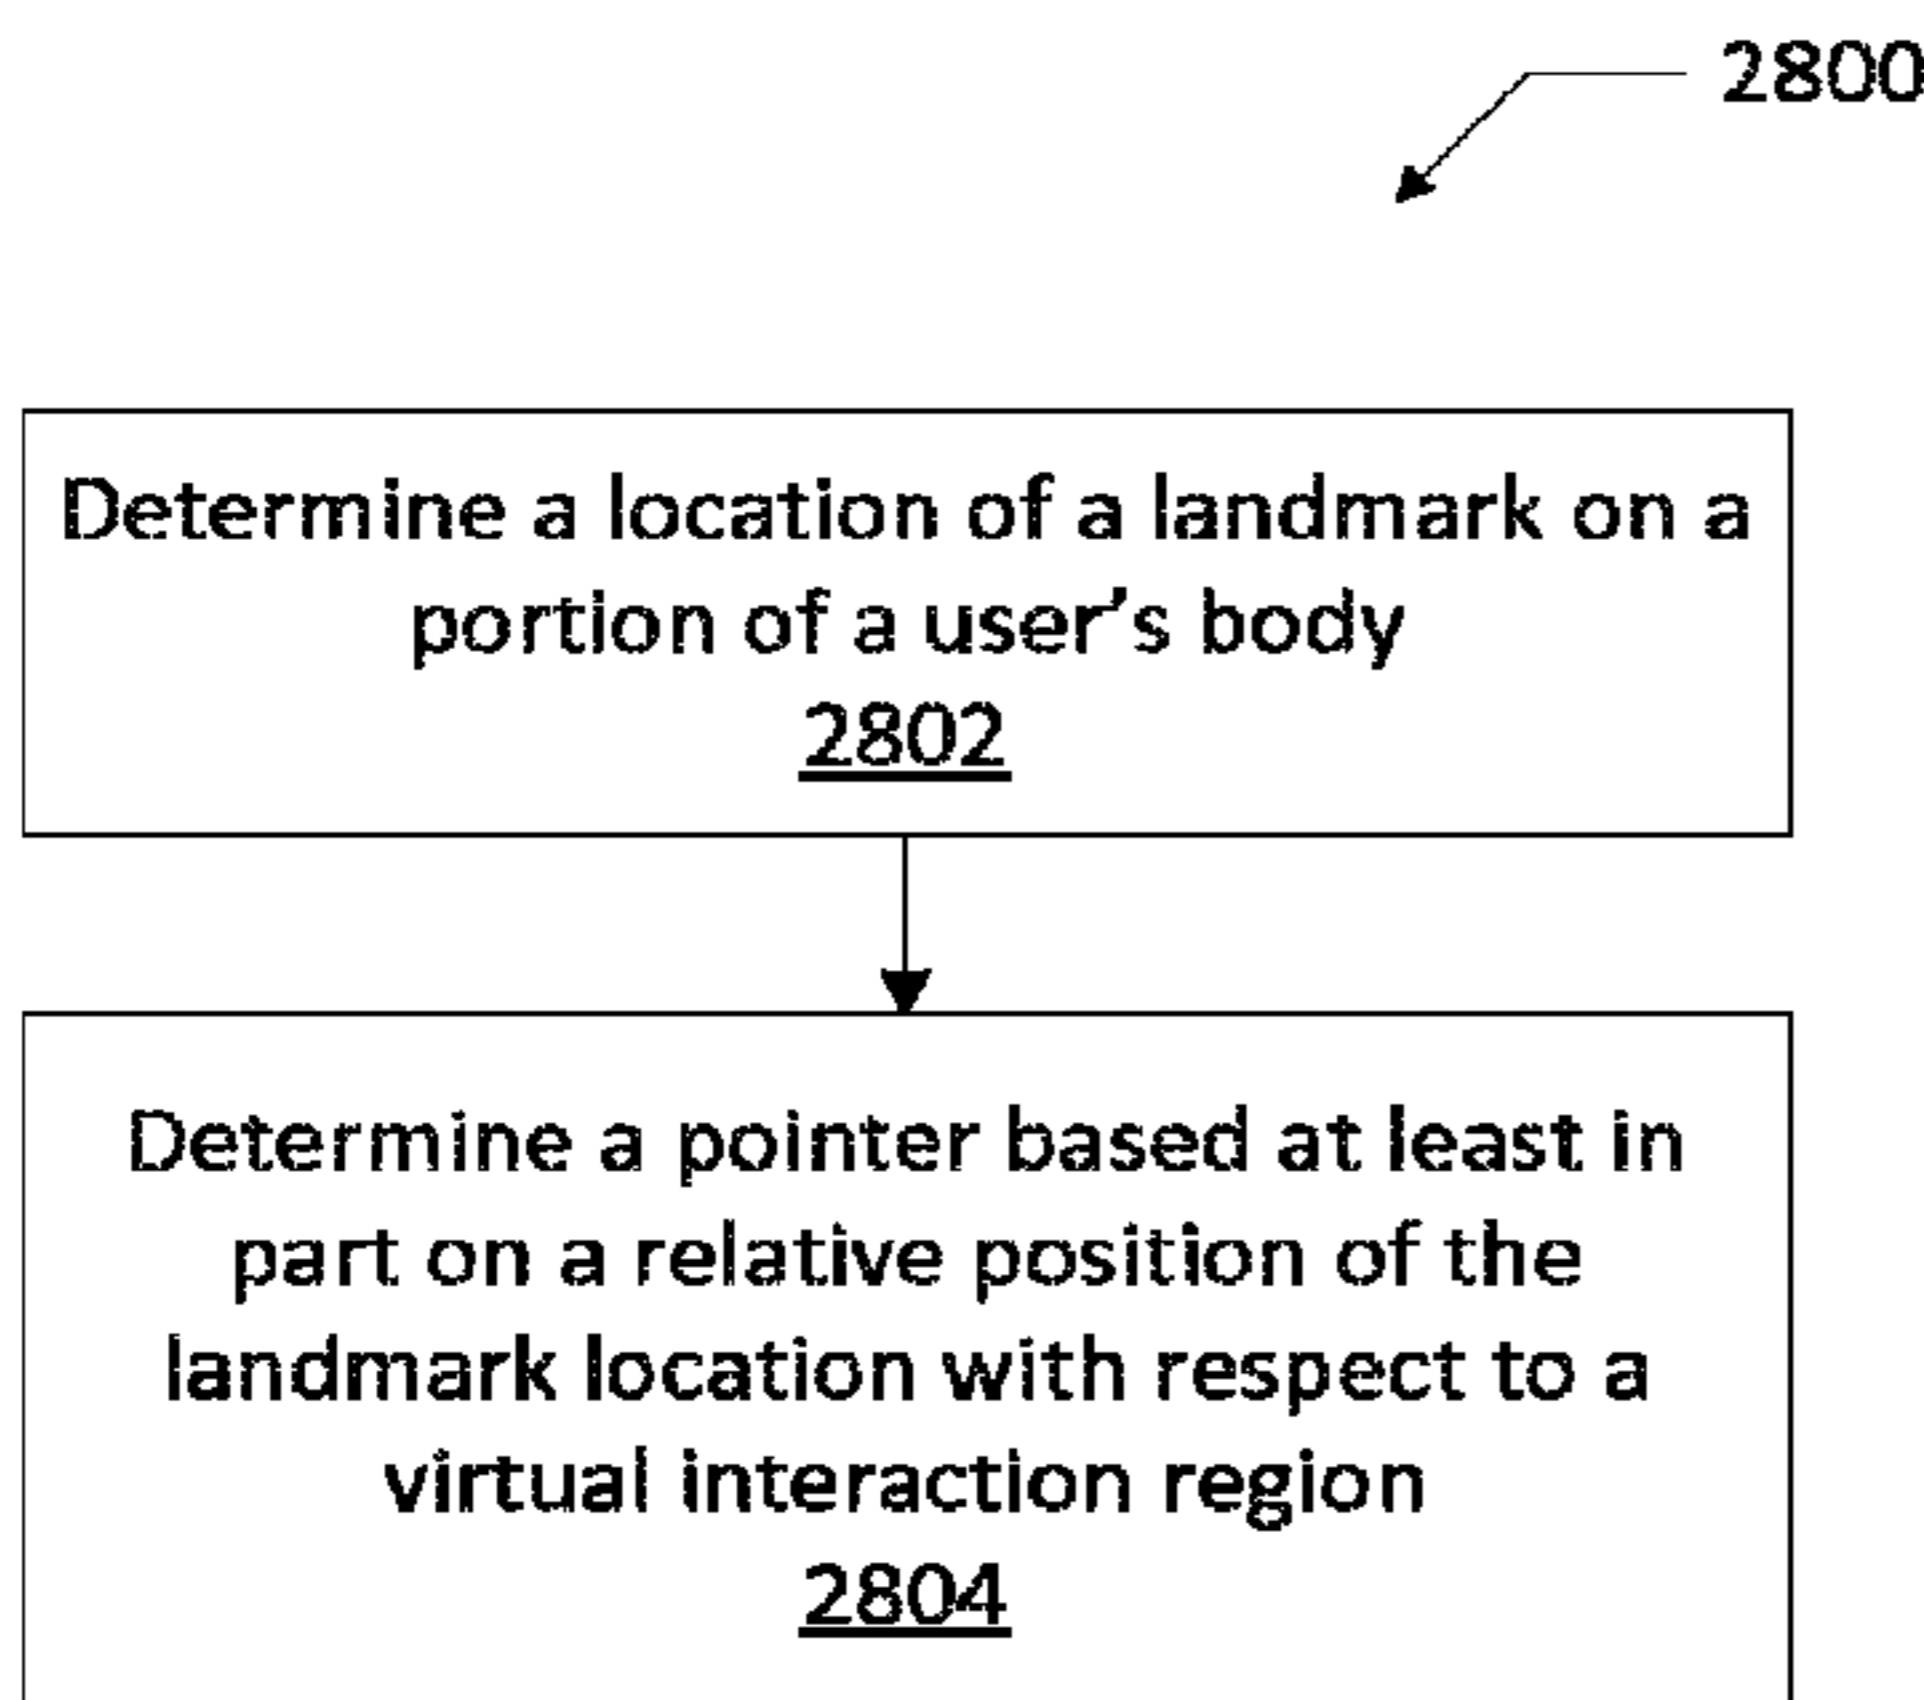 2800
Determine a location of a landmark on a
portion of a user’s body
2802
Determine a pointer based at least in
part on a relative position of the
landmark location with respect to a
virtual interaction region
2804